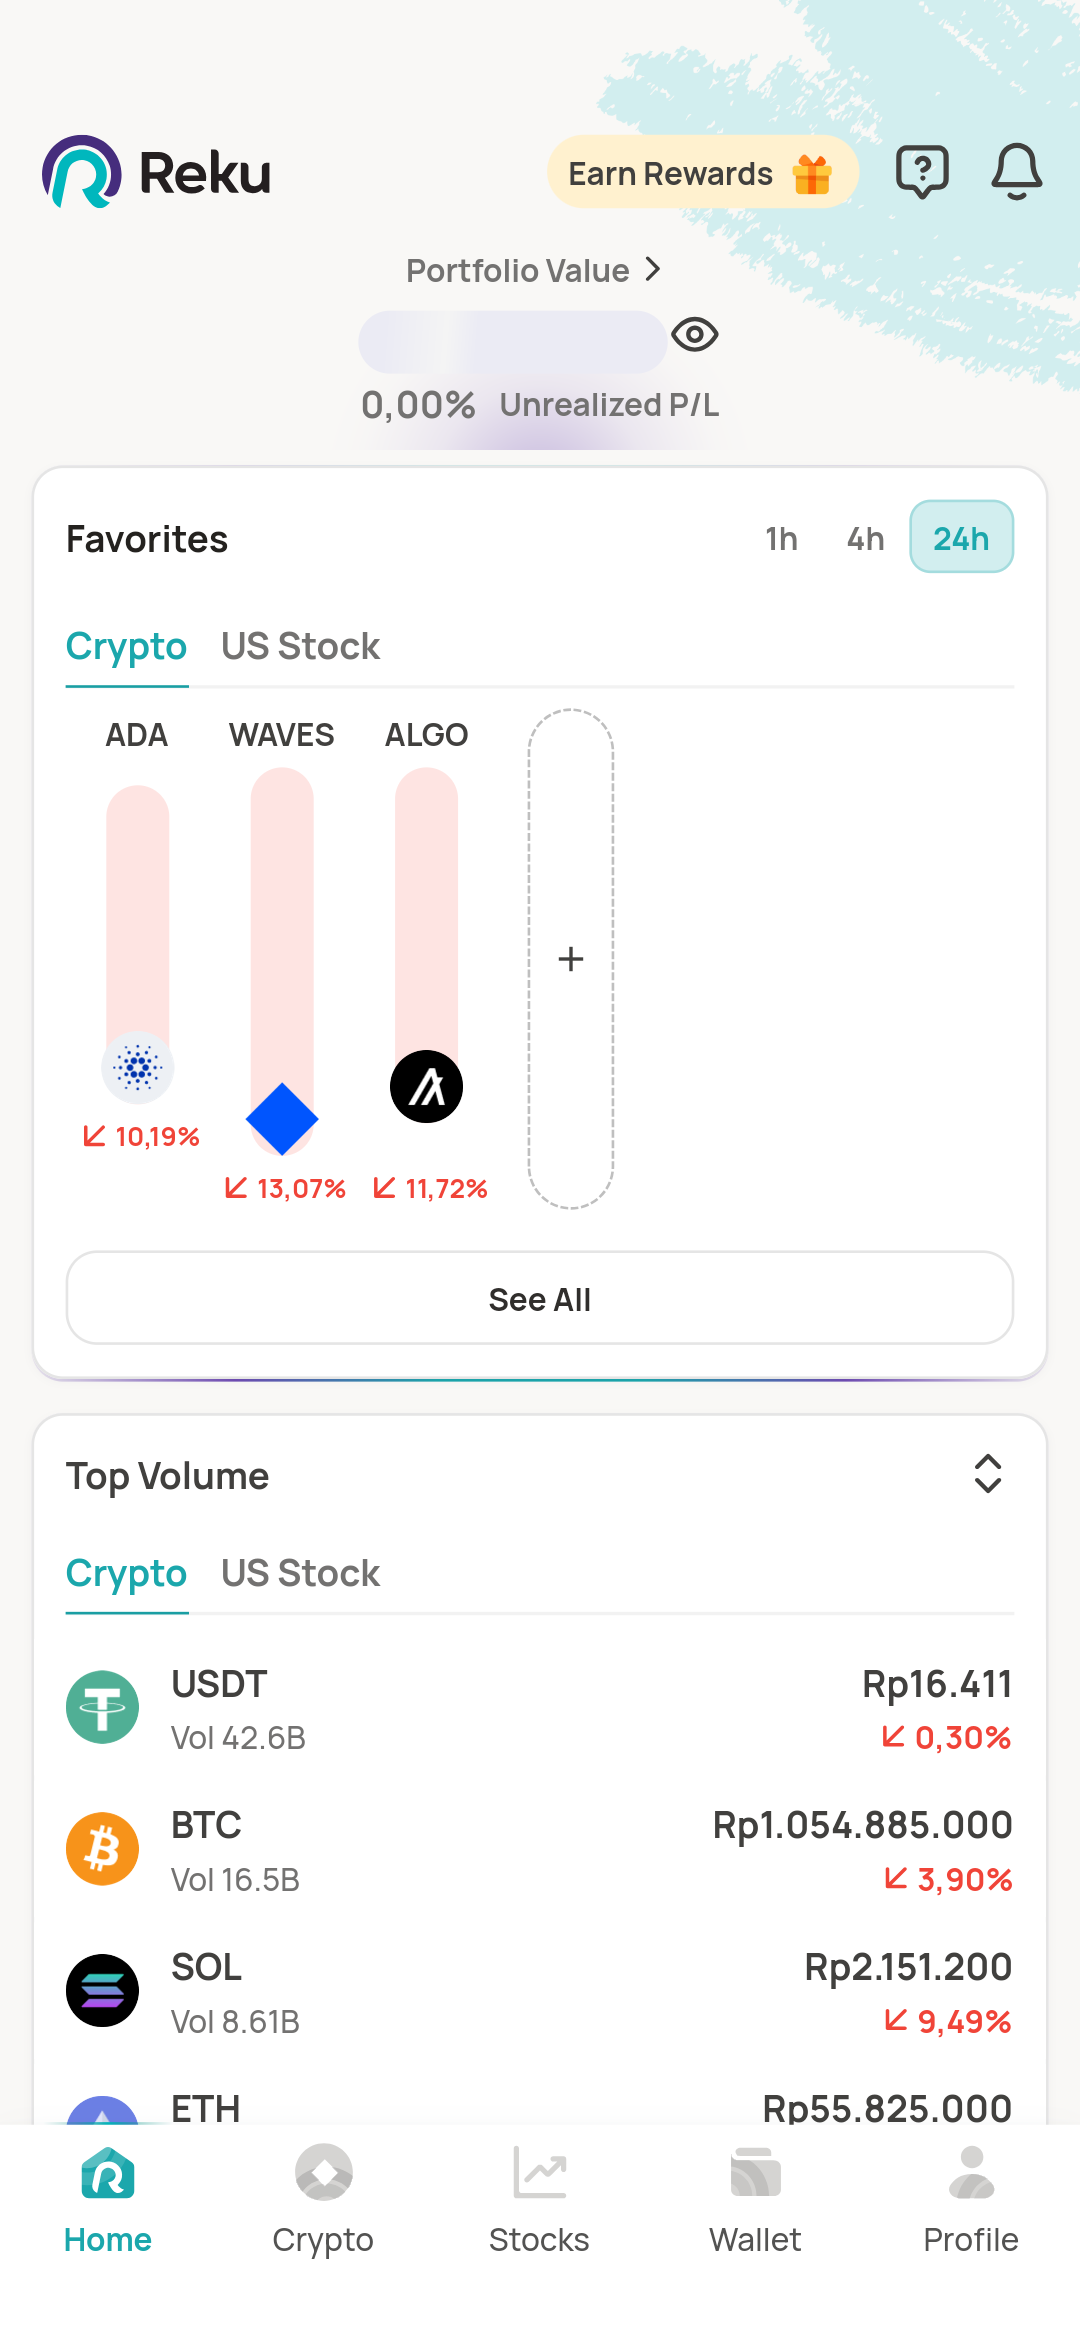 Reku
Earn Rewards
Portfolio Value
0,00% Unrealized P/L
Favorites
1h 4h 24h
Crypto US Stock
ADA WAVES ALGO
+
10,19%
13,07% 11,72%
See All
Top Volume
Crypto US Stock
USDT Rp16.411
Vol 42.6B 0,30%
BTC Rp1.054.885.000
Vol 16.5B 3,90%
SOL Rp2.151.200
Vol 8.61B 9,49%
ETH Rp55.825.000
Home Crypto Stocks Wallet Profile